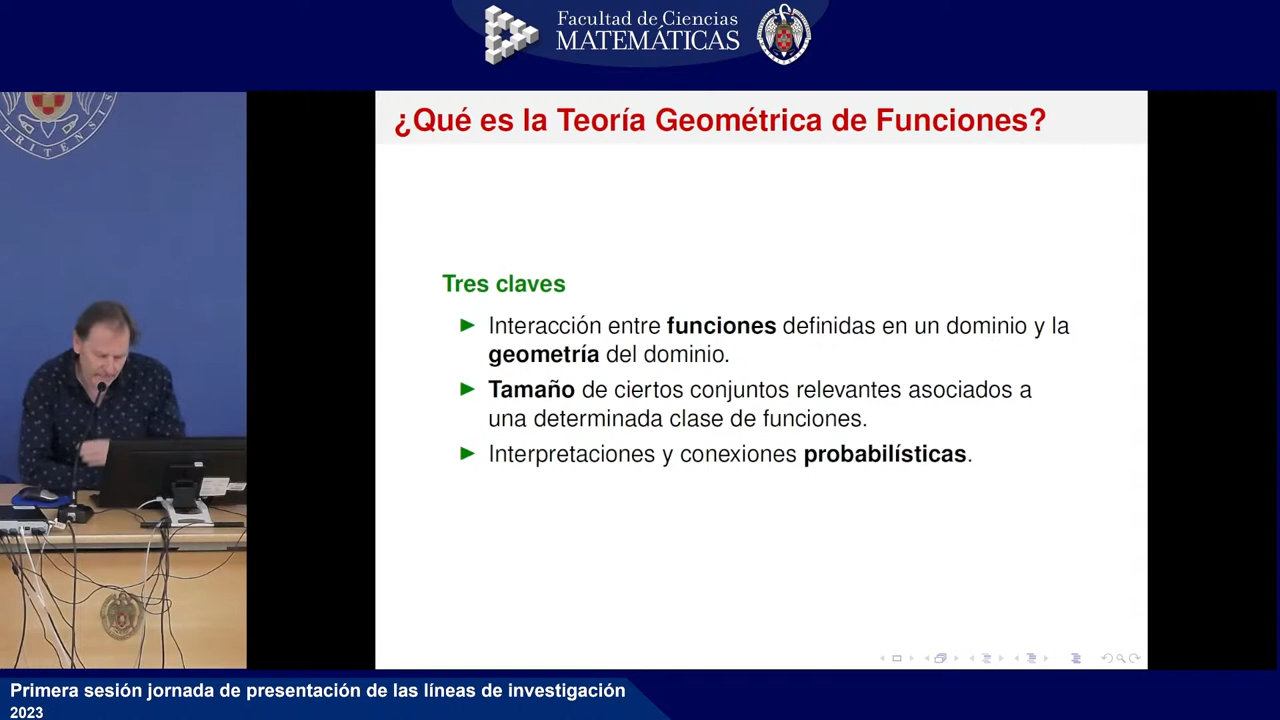 Facultad de Ciencias
MATEMÁTICAS
RITENSIS
¿Qué es la Teoría Geométrica de Funciones?
Tres claves
Interacción entre funciones definidas en un dominio y la
geometría del dominio.
Tamaño de ciertos conjuntos relevantes asociados a
una determinada clase de funciones.
Interpretaciones y conexiones probabilísticas.
Primera sesión jornada de presentación de las líneas de investigación
2023